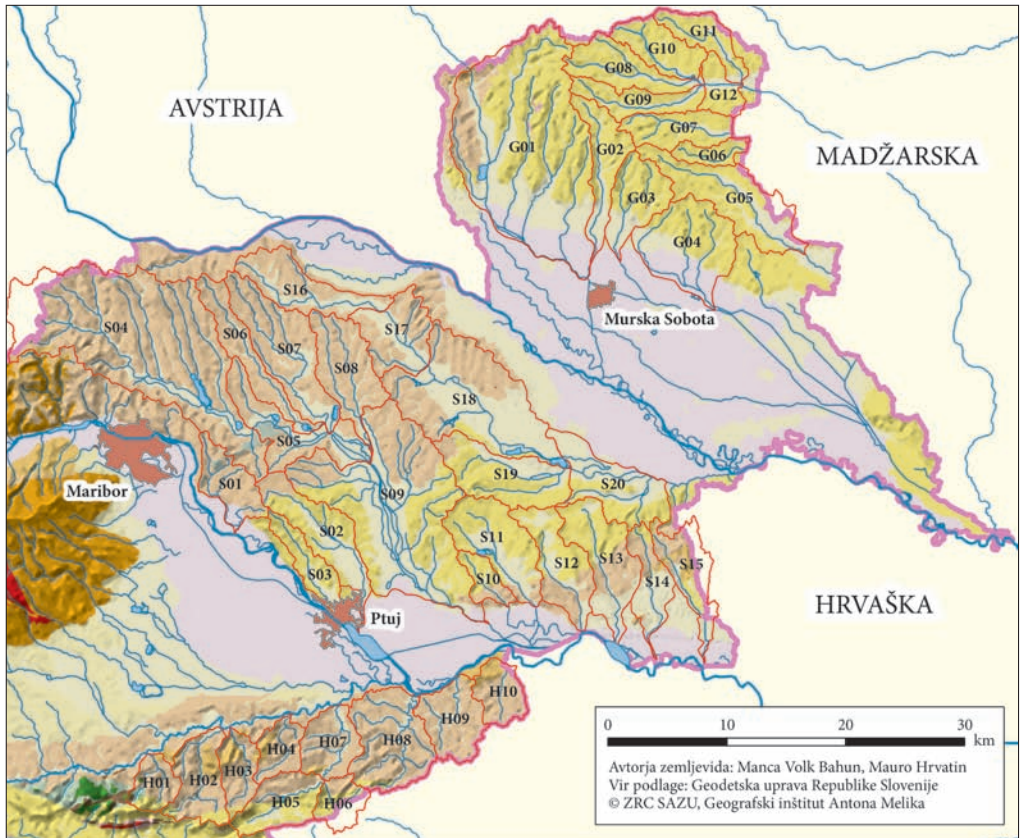 AVSTRIJA
MADŽARSKA
HRVAŠKA
G11
G10
G08
G12
G09
G01
G02
G07
G06
G03
G05
G04
Murska Sobota
S16
S17
S04
S06
S07
S08
S18
S05
Maribor
S01
S09
S19
S20
S02
S11
S12
S13
S14
S15
S03
S10
Ptuj
H10
H09
H04
H07
H08
H01
H02
H03
H05
H06
0 10 20 30
km
Avtorja zemljevida: Manca Volk Bahun, Mauro Hrvatin
Vir podlage: Geodetska uprava Republike Slovenije
© ZRC SAZU, Geografski inštitut Antona Melika